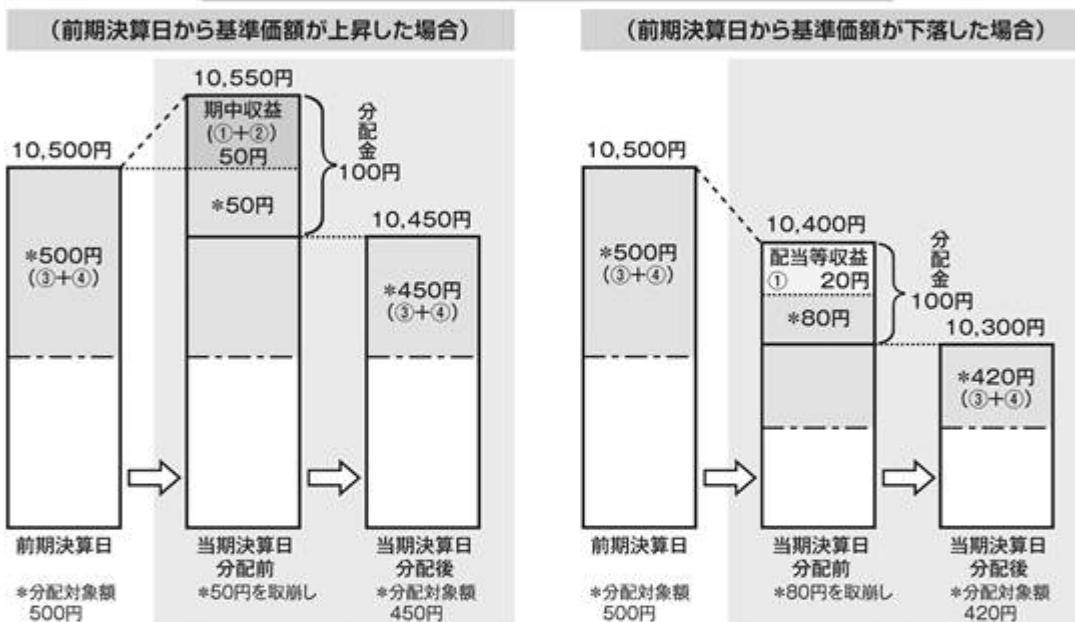 (前期決算日から基準価額が上昇した場合)
10,550円
期中収益
(①+②)
50円
*50円
分配金
100円
10,500円
*500円
(③+④)
10,450円
*450円
(③+④)
前期決算日
*分配対象額
500円
当期決算日
分配前
*50円を取崩し
当期決算日
分配後
*分配対象額
450円
(前期決算日から基準価額が下落した場合)
10,500円
*500円
(③+④)
10,400円
配当等収益
① 20円
*80円
分配金
100円
10,300円
*420円
(③+④)
前期決算日
*分配対象額
500円
当期決算日
分配前
*80円を取崩し
当期決算日
分配後
*分配対象額
420円